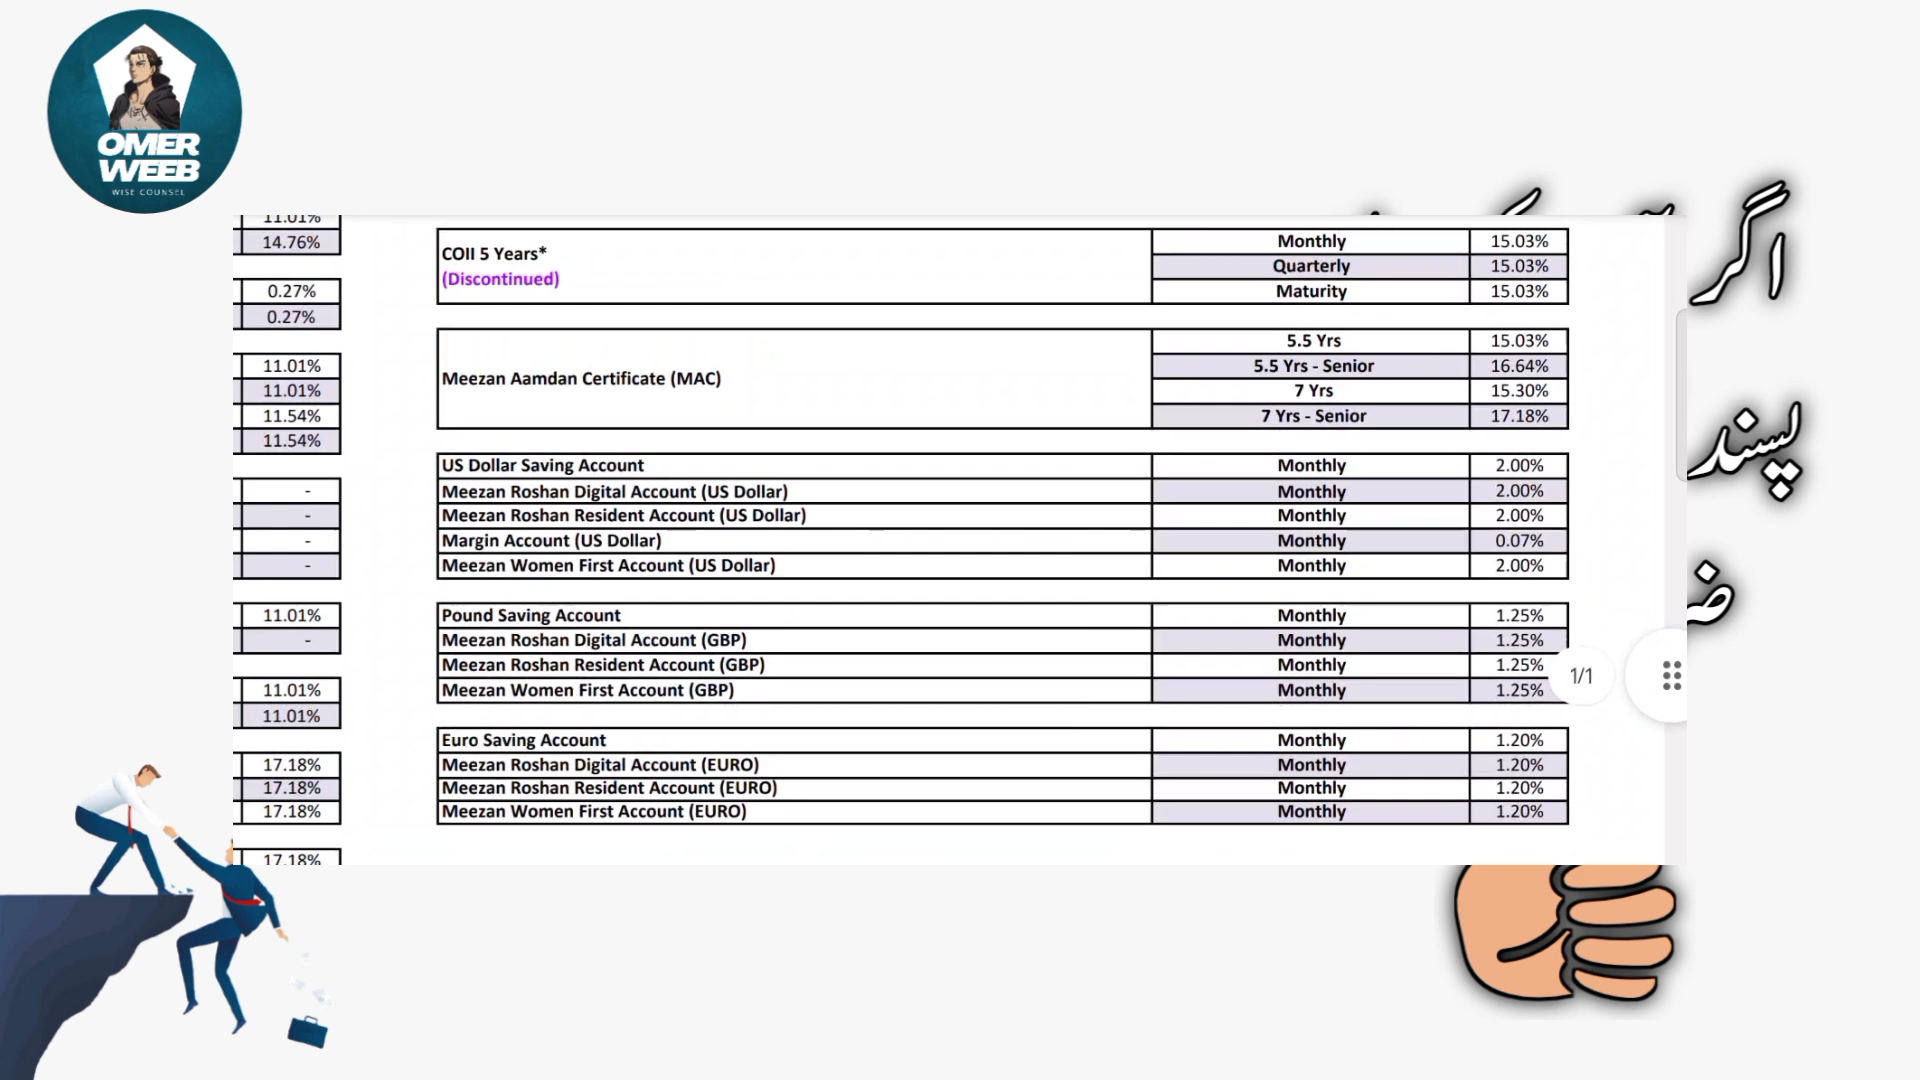 OMER
WEEB
WISE COUNSEL
11.01%
14.76%
0.27%
0.27%
11.01%
11.01%
11.54%
11.54%
-
-
-
-
11.01%
-
11.01%
11.01%
17.18%
17.18%
17.18%
17.18%
COII 5 Years*
(Discontinued)
Monthly 15.03%
Quarterly 15.03%
Maturity 15.03%
Meezan Aamdan Certificate (MAC)
5.5 Yrs 15.03%
5.5 Yrs - Senior 16.64%
7 Yrs 15.30%
7 Yrs - Senior 17.18%
US Dollar Saving Account Monthly 2.00%
Meezan Roshan Digital Account (US Dollar) Monthly 2.00%
Meezan Roshan Resident Account (US Dollar) Monthly 2.00%
Margin Account (US Dollar) Monthly 0.07%
Meezan Women First Account (US Dollar) Monthly 2.00%
Pound Saving Account Monthly 1.25%
Meezan Roshan Digital Account (GBP) Monthly 1.25%
Meezan Roshan Resident Account (GBP) Monthly 1.25%
Meezan Women First Account (GBP) Monthly 1.25%
Euro Saving Account Monthly 1.20%
Meezan Roshan Digital Account (EURO) Monthly 1.20%
Meezan Roshan Resident Account (EURO) Monthly 1.20%
Meezan Women First Account (EURO) Monthly 1.20%
1/1
اگر
پسند